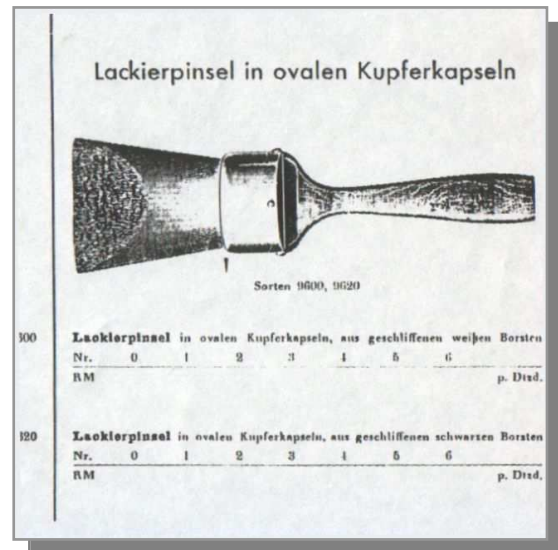 Lackierpinsel in ovalen Kupferkapseln
Sorten 9600, 9620
600 Lackierpinsel in ovalen Kupferkapseln, aus geschliffenen weißen Borsten
Nr. 0 1 2 3 4 5 6
RM p. Dtzd.
620 Lackierpinsel in ovalen Kupferkapseln, aus geschliffenen schwarzen Borsten
Nr. 0 1 2 3 4 5 6
RM p. Dtzd.